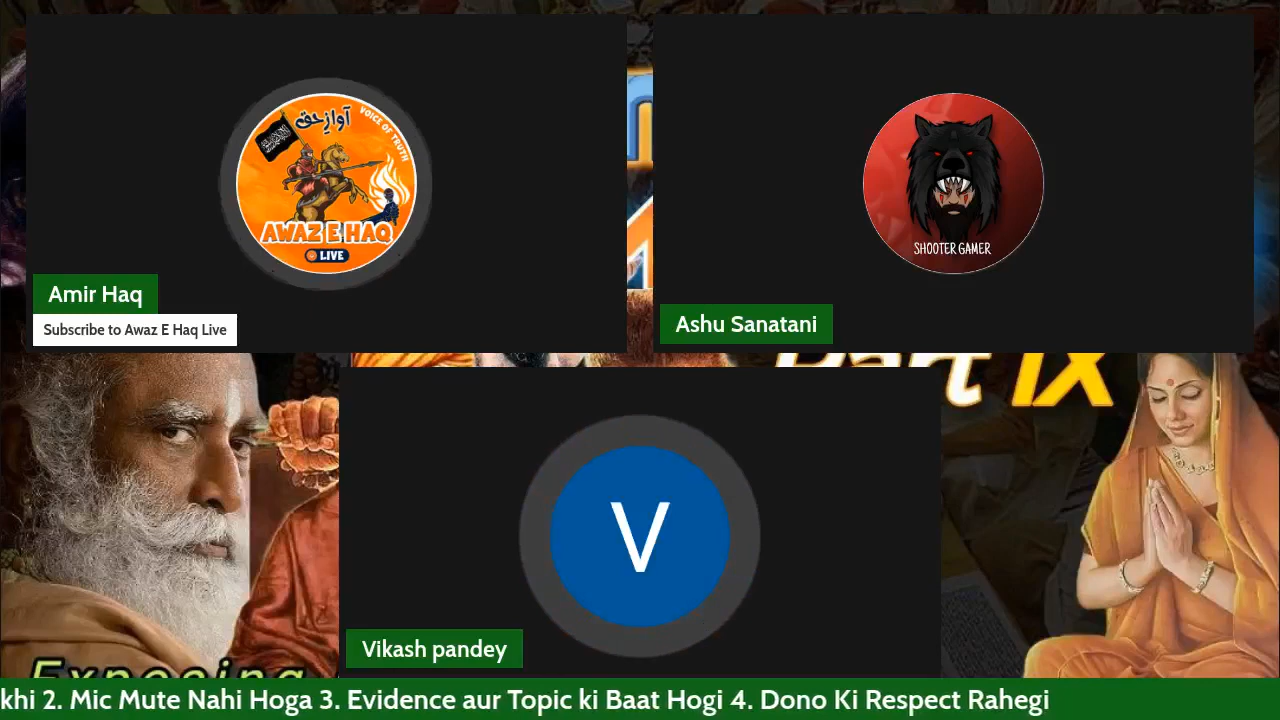 آوازِ حق
VOICE OF TRUTH
AWAZ E HAQ
LIVE
Amir Haq
Subscribe to Awaz E Haq Live
SHOOTER GAMER
Ashu Sanatani
Part IX
V
Vikash pandey
Exposing
khi 2. Mic Mute Nahi Hoga 3. Evidence aur Topic ki Baat Hogi 4. Dono Ki Respect Rahegi